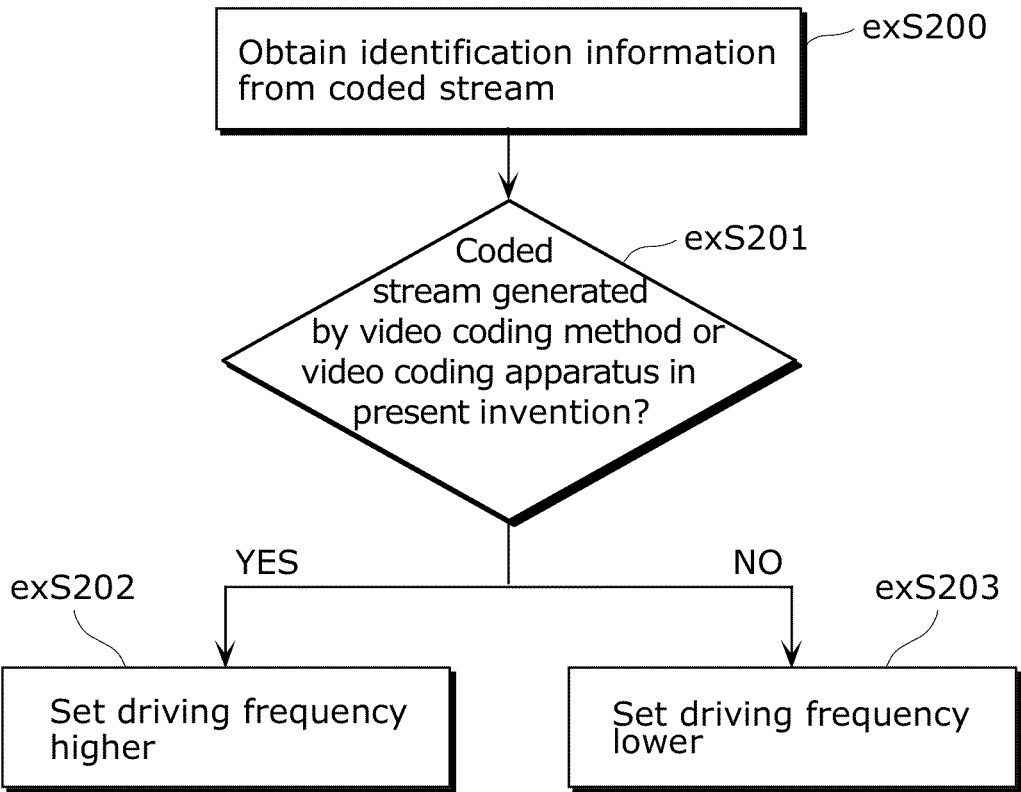 exS200
Obtain identification information
from coded stream
exS201
Coded
stream generated
by video coding method or
video coding apparatus in
present invention?
YES
NO
exS202
exS203
Set driving frequency
higher
Set driving frequency
lower